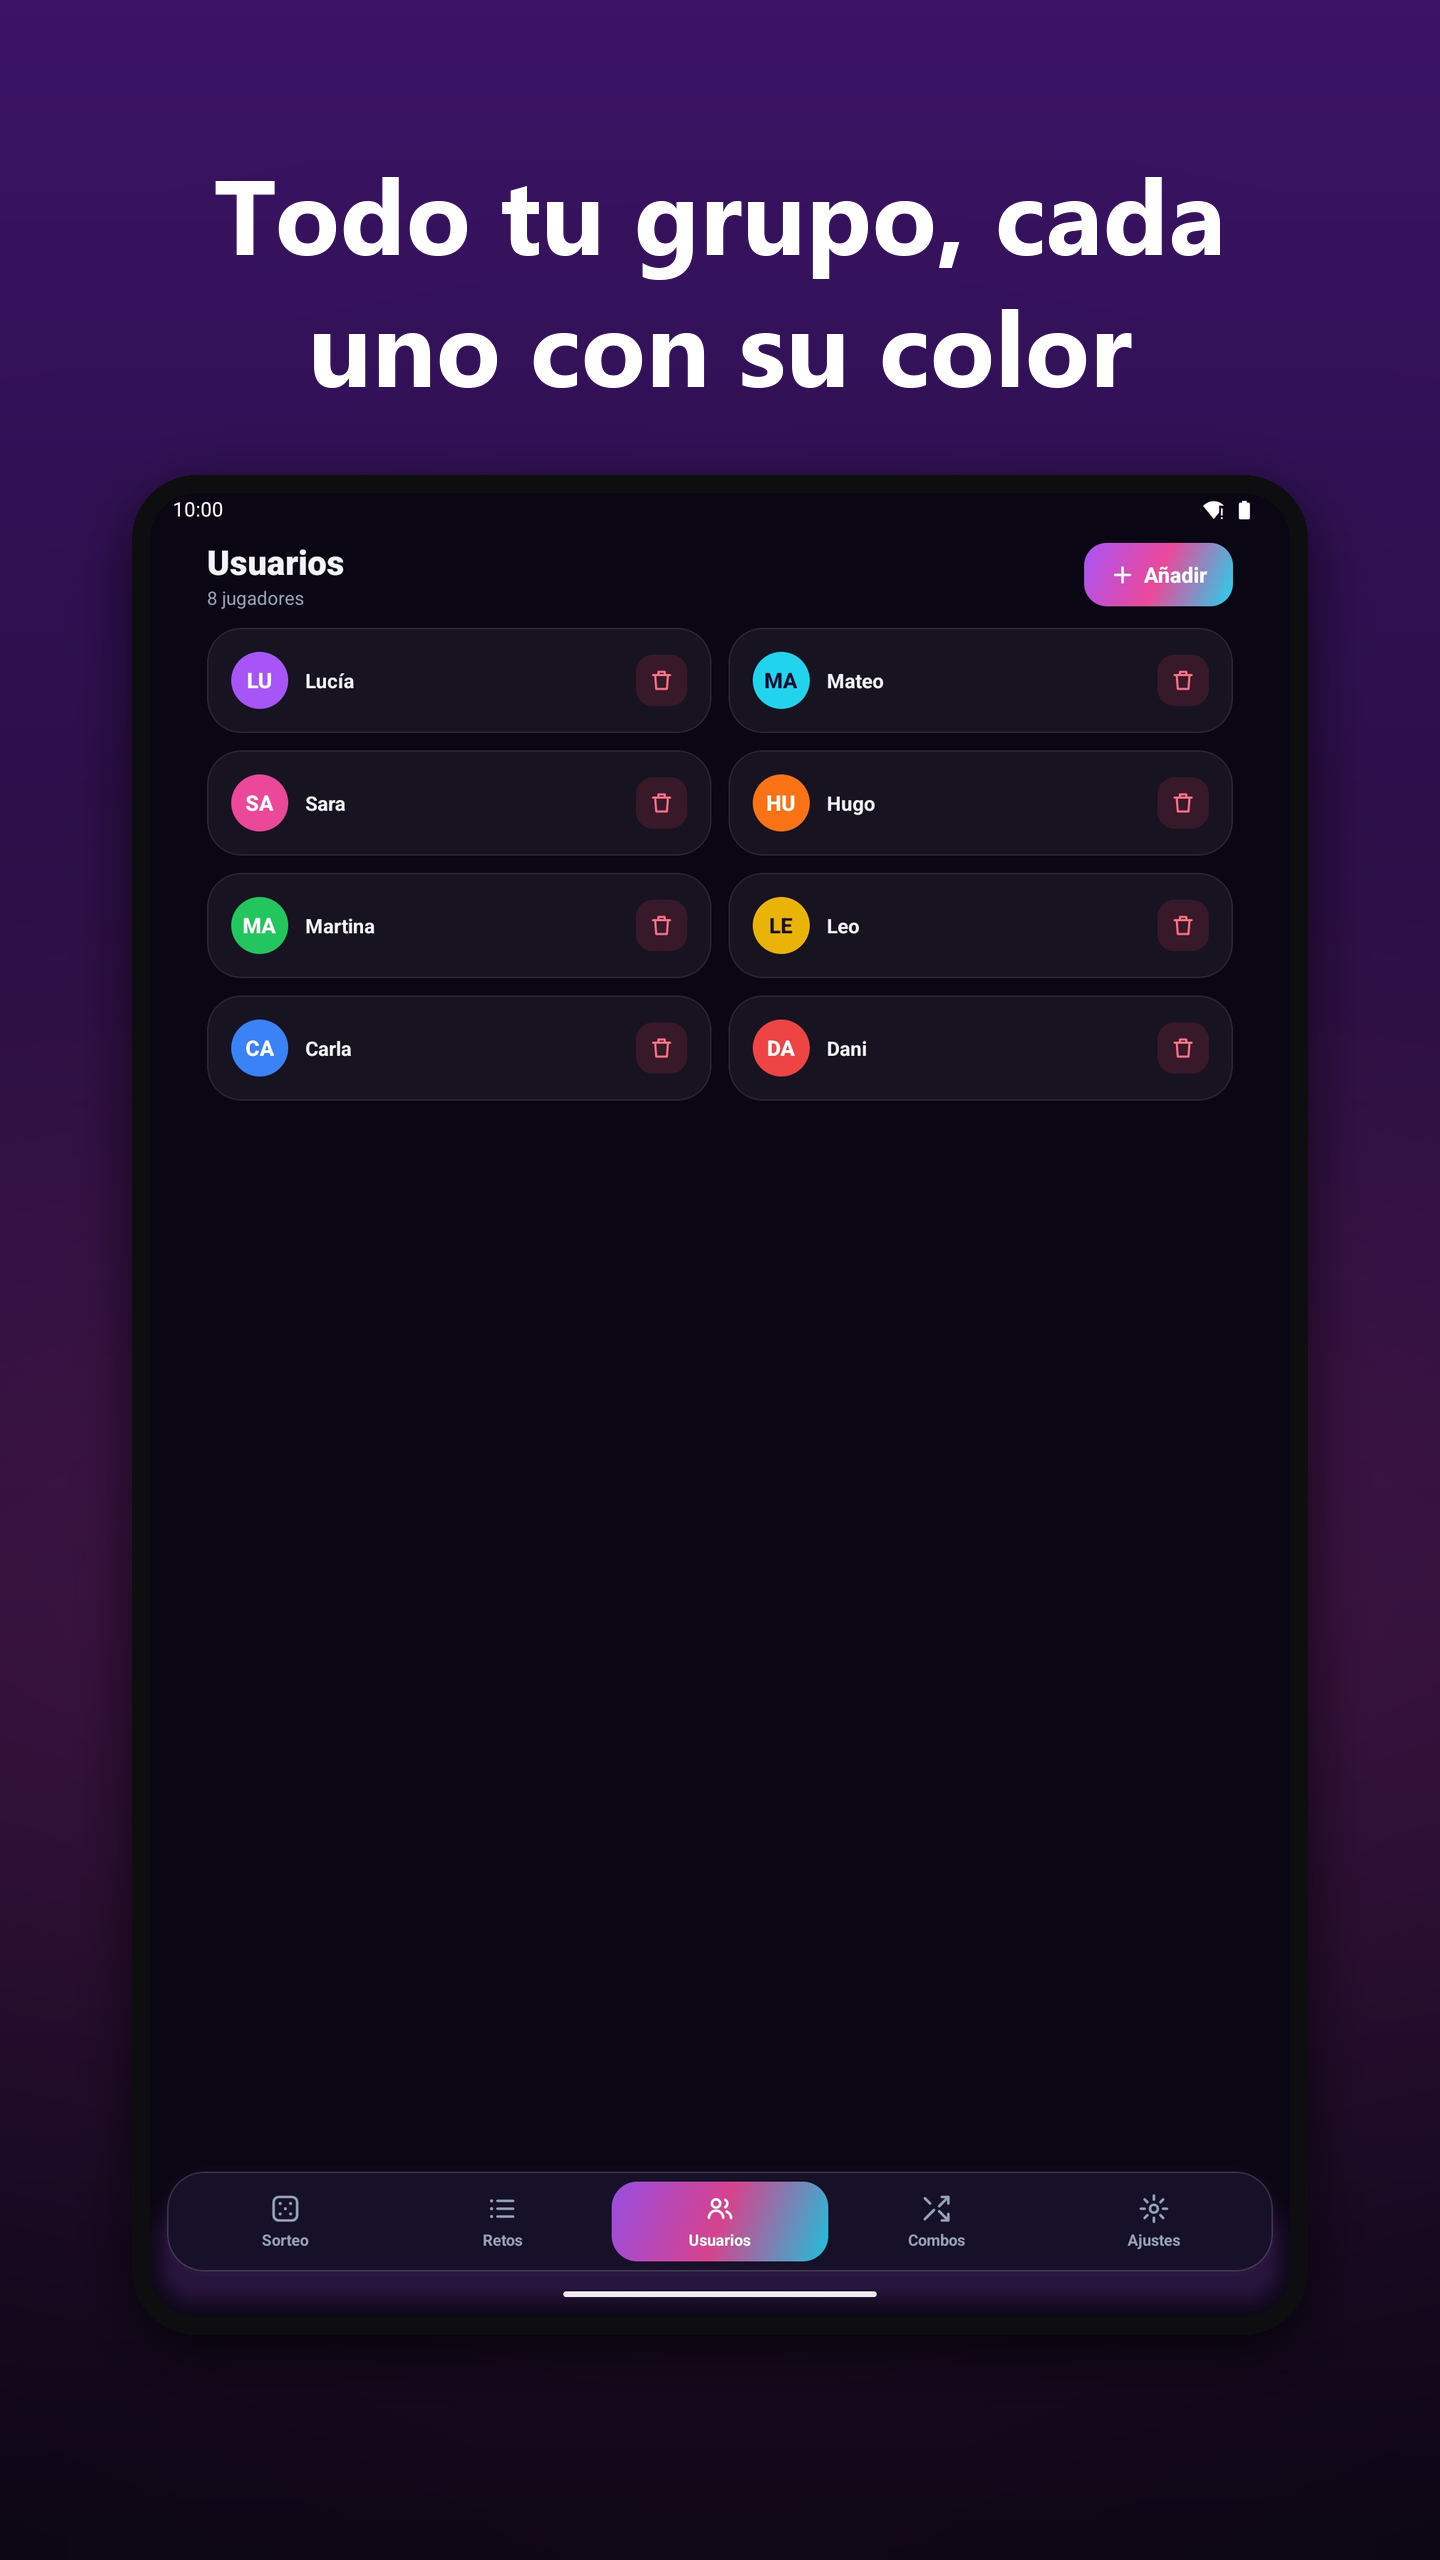 Todo tu grupo, cada
uno con su color
10:00
Usuarios
8 jugadores
Añadir
LU Lucía
MA Mateo
SA Sara
HU Hugo
MA Martina
LE Leo
CA Carla
DA Dani
Sorteo
Retos
Usuarios
Combos
Ajustes